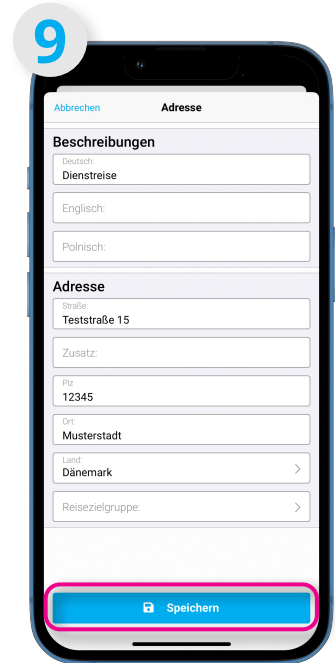 9
Abbrechen Adresse
Beschreibungen
Deutsch:
Dienstreise
Englisch:
Polnisch:
Adresse
Straße:
Teststraße 15
Zusatz:
Plz
12345
Ort:
Musterstadt
Land:
Dänemark
Reisezielgruppe:
Speichern